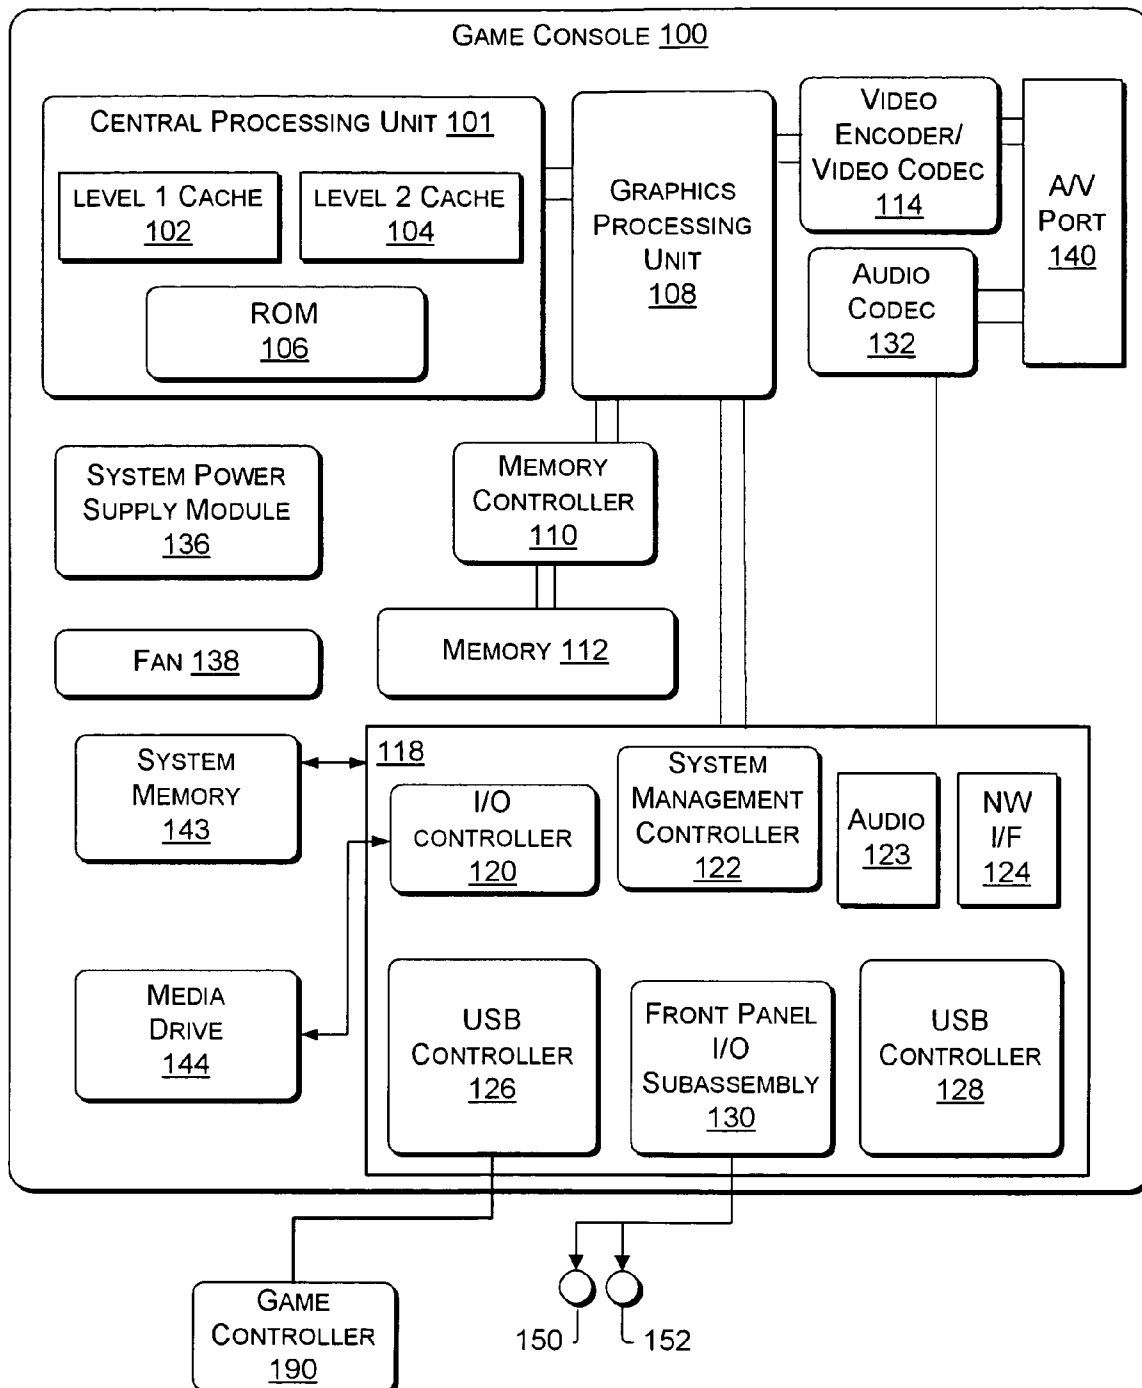 GAME CONSOLE 100
CENTRAL PROCESSING UNIT 101
LEVEL 1 CACHE
102
LEVEL 2 CACHE
104
ROM
106
GRAPHICS
PROCESSING
UNIT
108
VIDEO
ENCODER/
VIDEO CODEC
114
A/V
PORT
140
AUDIO
CODEC
132
SYSTEM POWER
SUPPLY MODULE
136
MEMORY
CONTROLLER
110
FAN 138
MEMORY 112
SYSTEM
MEMORY
143
118
I/O
CONTROLLER
120
SYSTEM
MANAGEMENT
CONTROLLER
122
AUDIO
123
NW
I/F
124
MEDIA
DRIVE
144
USB
CONTROLLER
126
FRONT PANEL
I/O
SUBASSEMBLY
130
USB
CONTROLLER
128
GAME
CONTROLLER
190
150
152